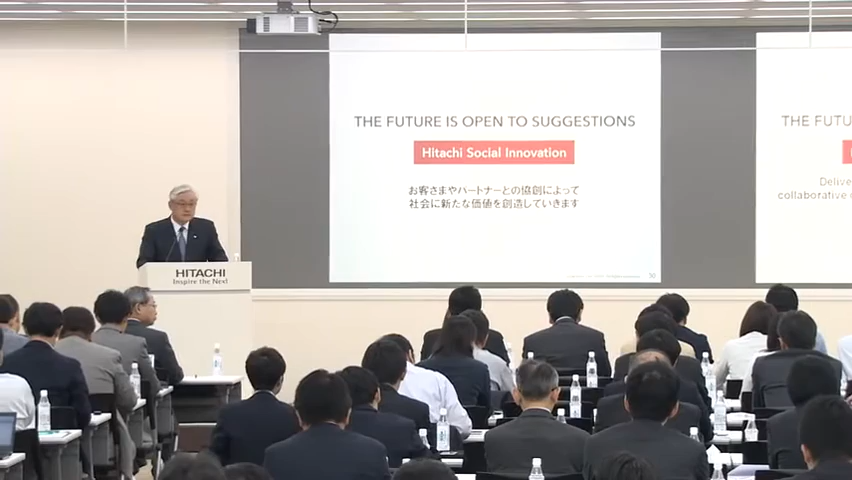 THE FUTURE IS OPEN TO SUGGESTIONS
Hitachi Social Innovation
お客さまやパートナーとの協創によって
社会に新たな価値を創造していきます
30
THE FUTU
Delive
collaborative
HITACHI
Inspire the Next